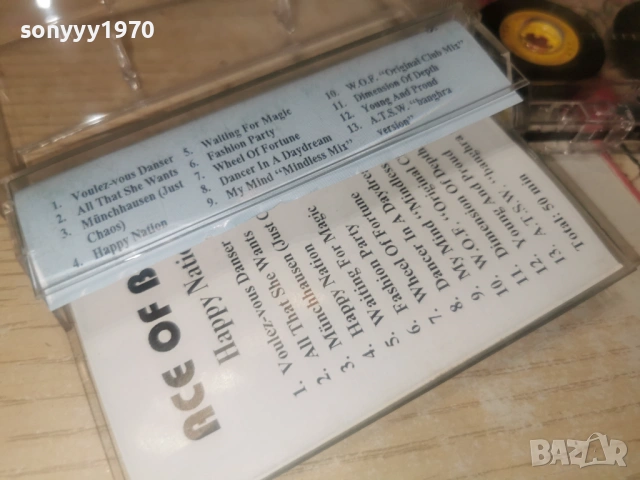 sonyyy1970
1. Voulez-vous Danser
2. All That She Wants
3. Münchhausen (Just
Chaos)
4. Happy Nation
5. Waiting For Magic
6. Fashion Party
7. Wheel Of Fortune
8. Dancer In A Daydream
9. My Mind "Mindless Mix"
10. W.O.F. "Original Club Mix"
11. Dimension Of Depth
12. Young And Proud
13. A.T.S.W. "banghra
version"
ACE OF B
Happy Natio
1. Voulez-vous Danser
2. All That She Wants
3. Münchhausen (Just C
4. Happy Nation
5. Waiting For Magic
6. Fashion Party
7. Wheel Of Fortune
8. Dancer In A Daydre
9. My Mind "Mindless
10. W.O.F. "Original C
11. Dimension Of Depth
12. Young And Proud
13. A.T.S.W. "banghra
Total: 50 min
BAZAR
bg